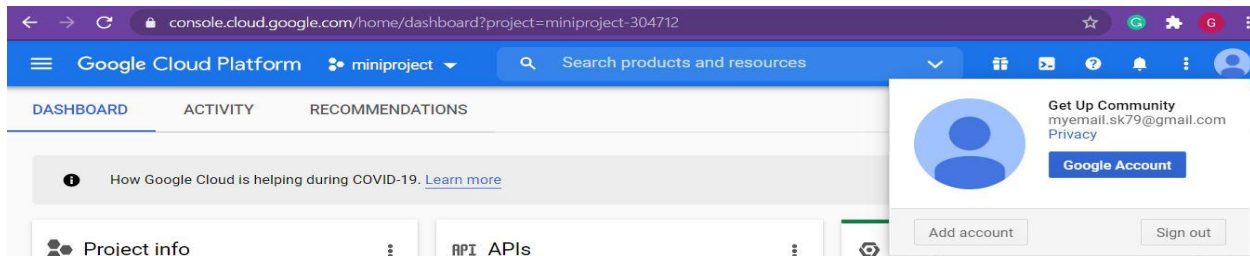 console.cloud.google.com/home/dashboard?project=miniproject-304712
G
G
Google Cloud Platform
miniproject
Search products and resources
DASHBOARD
ACTIVITY
RECOMMENDATIONS
Get Up Community
myemail.sk79@gmail.com
Privacy
Google Account
How Google Cloud is helping during COVID-19. Learn more
Add account
Sign out
Project info
API APIs